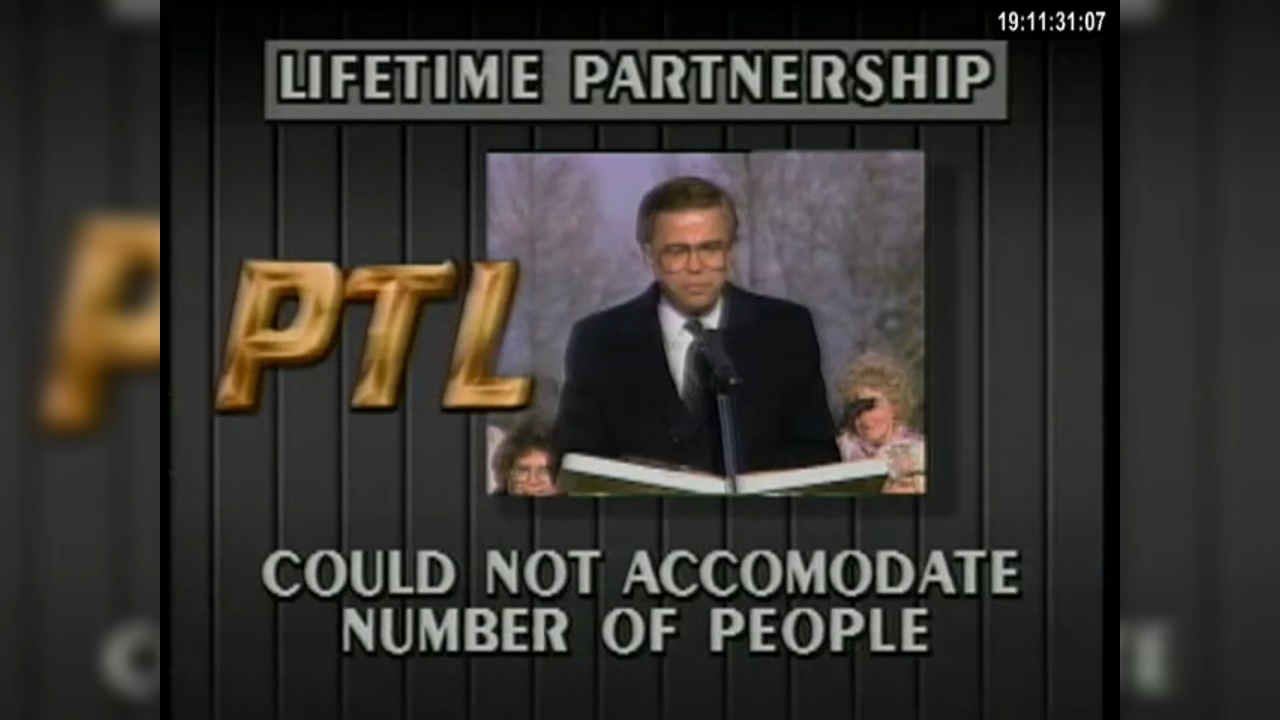 19:11:31:07
LIFETIME PARTNERSHIP
PTL
COULD NOT ACCOMODATE
NUMBER OF PEOPLE